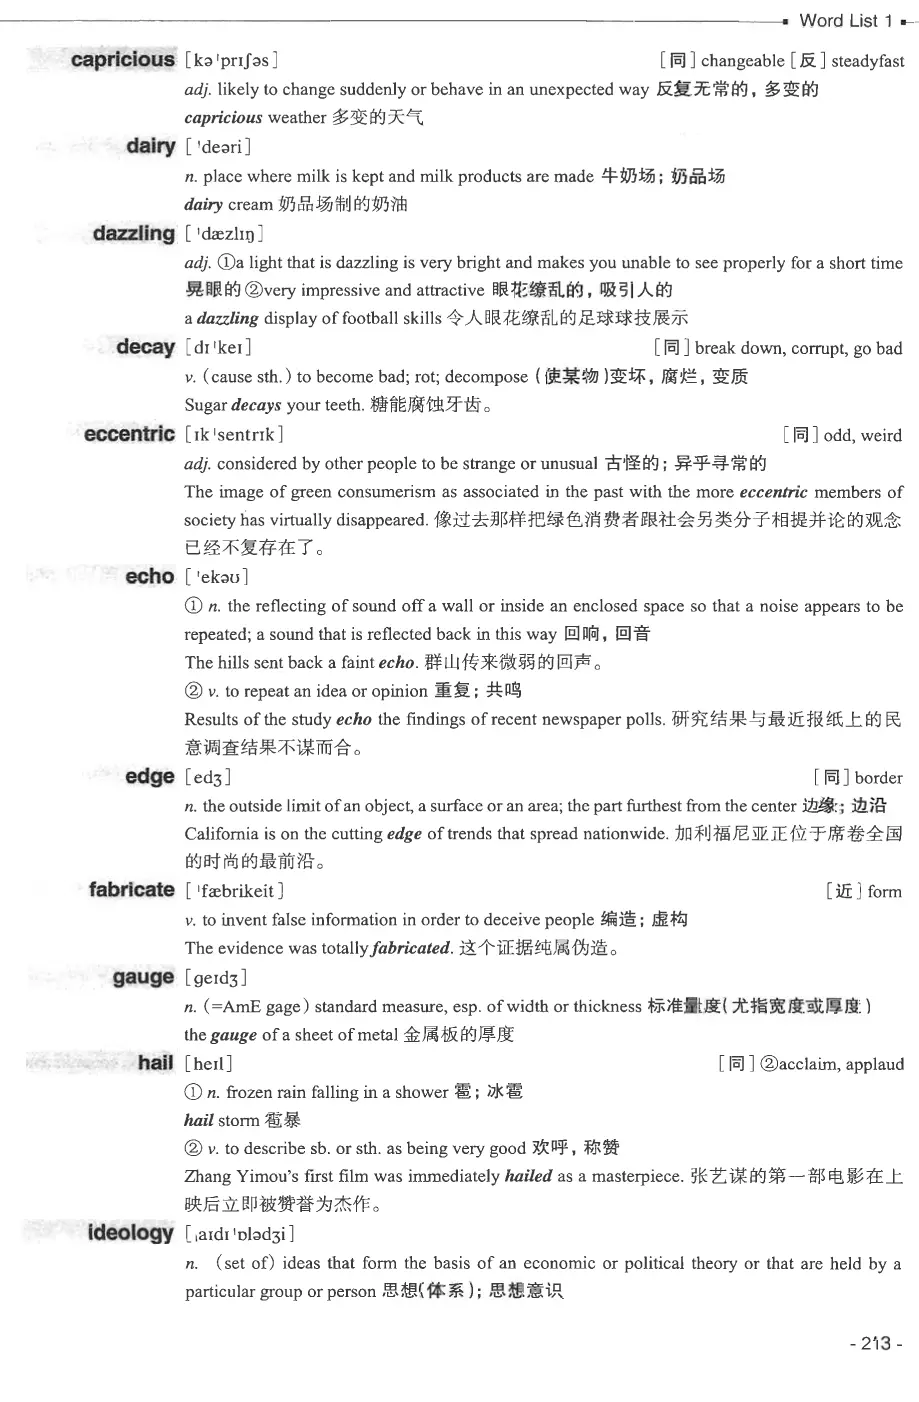 Word List 1
capricious [kə'prɪʃəs] [同] changeable [反] steadyfast
adj. likely to change suddenly or behave in an unexpected way 反复无常的，多变的
capricious weather 多变的天气
dairy ['deəri]
n. place where milk is kept and milk products are made 牛奶场；奶品场
dairy cream 奶品场制的奶油
dazzling ['dæzlɪŋ]
adj. ①a light that is dazzling is very bright and makes you unable to see properly for a short time
晃眼的 ②very impressive and attractive 眼花缭乱的，吸引人的
a dazzling display of football skills 令人眼花缭乱的足球球技展示
decay [dɪ'keɪ] [同] break down, corrupt, go bad
v. (cause sth.) to become bad; rot; decompose (使某物)变坏，腐烂，变质
Sugar decays your teeth. 糖能腐蚀牙齿。
eccentric [ɪk'sentrɪk] [同] odd, weird
adj. considered by other people to be strange or unusual 古怪的；异乎寻常的
The image of green consumerism as associated in the past with the more eccentric members of
society has virtually disappeared. 像过去那样把绿色消费者跟社会另类分子相提并论的观念
已经不复存在了。
echo ['ekəʊ]
① n. the reflecting of sound off a wall or inside an enclosed space so that a noise appears to be
repeated; a sound that is reflected back in this way 回响，回音
The hills sent back a faint echo. 群山传来微弱的回声。
② v. to repeat an idea or opinion 重复；共鸣
Results of the study echo the findings of recent newspaper polls. 研究结果与最近报纸上的民
意调查结果不谋而合。
edge [edʒ] [同] border
n. the outside limit of an object, a surface or an area; the part furthest from the center 边缘；边沿
California is on the cutting edge of trends that spread nationwide. 加利福尼亚正位于席卷全国
的时尚的最前沿。
fabricate ['fæbrikeit] [近] form
v. to invent false information in order to deceive people 编造；虚构
The evidence was totally fabricated. 这个证据纯属伪造。
gauge [geɪdʒ]
n. (=AmE gage) standard measure, esp. of width or thickness 标准量度(尤指宽度或厚度)
the gauge of a sheet of metal 金属板的厚度
hail [heɪl] [同] ②acclaim, applaud
① n. frozen rain falling in a shower 雹；冰雹
hail storm 雹暴
② v. to describe sb. or sth. as being very good 欢呼，称赞
Zhang Yimou's first film was immediately hailed as a masterpiece. 张艺谋的第一部电影在上
映后立即被赞誉为杰作。
ideology [ˌaɪdɪ'ɒlədʒi]
n. (set of) ideas that form the basis of an economic or political theory or that are held by a
particular group or person 思想(体系)；思想意识
- 213 -